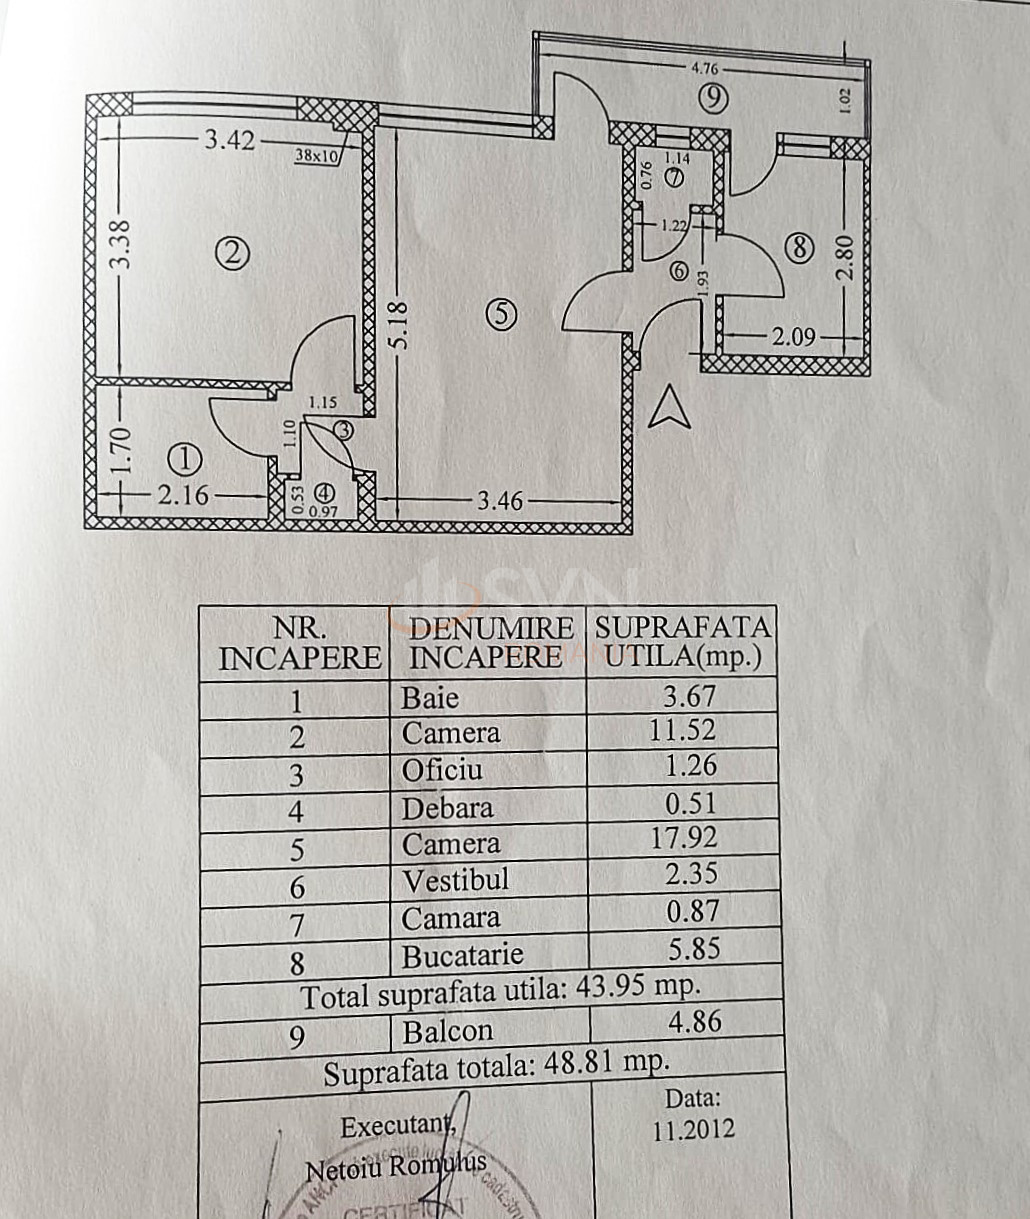 4.76
9
1.02
3.42
38x10
1.14
0.76
7
3.38
2
1.22
8
2.80
6
1.93
5.18
5
2.09
1.15
1.10
3
1.70
1
2.16
0.53
4
0.97
3.46
SVN
NR. INCAPERE DENUMIRE INCAPERE SUPRAFATA UTILA(mp.)
1 Baie 3.67
2 Camera 11.52
3 Oficiu 1.26
4 Debara 0.51
5 Camera 17.92
6 Vestibul 2.35
7 Camara 0.87
8 Bucatarie 5.85
Total suprafata utila: 43.95 mp.
9 Balcon 4.86
Suprafata totala: 48.81 mp.
Executant, Data:
11.2012
Netoiu Romulus
CERTIFICAT